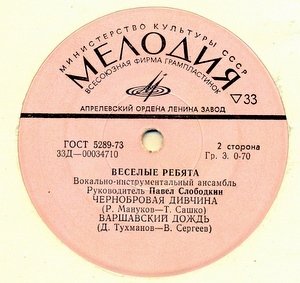 МИНИСТЕРСТВО КУЛЬТУРЫ СССР
МЕЛОДИЯ
ВСЕСОЮЗНАЯ ФИРМА ГРАМПЛАСТИНОК
АПРЕЛЕВСКИЙ ОРДЕНА ЛЕНИНА ЗАВОД
▽33
ГОСТ 5289-73
33Д—00034710
2 сторона
Гр. 3. 0-70
ВЕСЕЛЫЕ РЕБЯТА
Вокально-инструментальный ансамбль
Руководитель Павел Слободкин
ЧЕРНОБРОВАЯ ДИВЧИНА
(Р. Мануков—Т. Сашко)
ВАРШАВСКИЙ ДОЖДЬ
(Д. Тухманов—В. Сергеев)